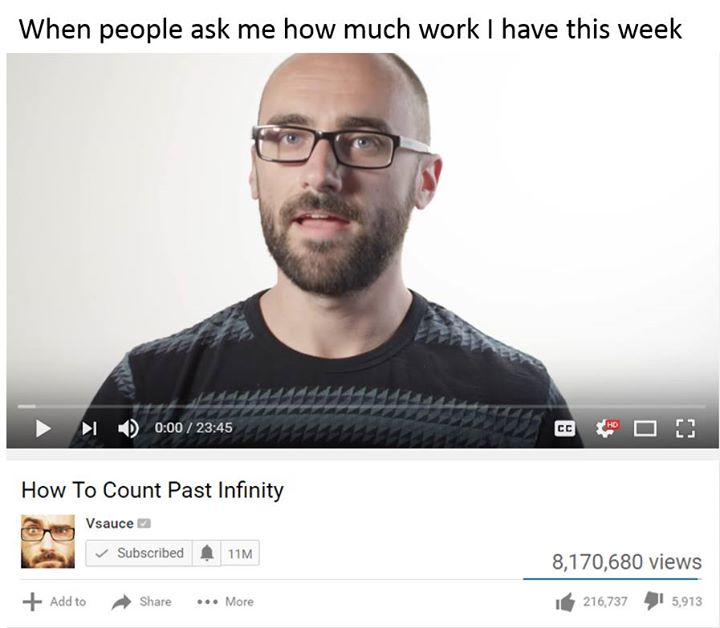 When people ask me how much work I have this week
0:00 / 23:45
CC
HD
How To Count Past Infinity
Vsauce
Subscribed
11M
8,170,680 views
Add to
Share
More
216,737
5,913